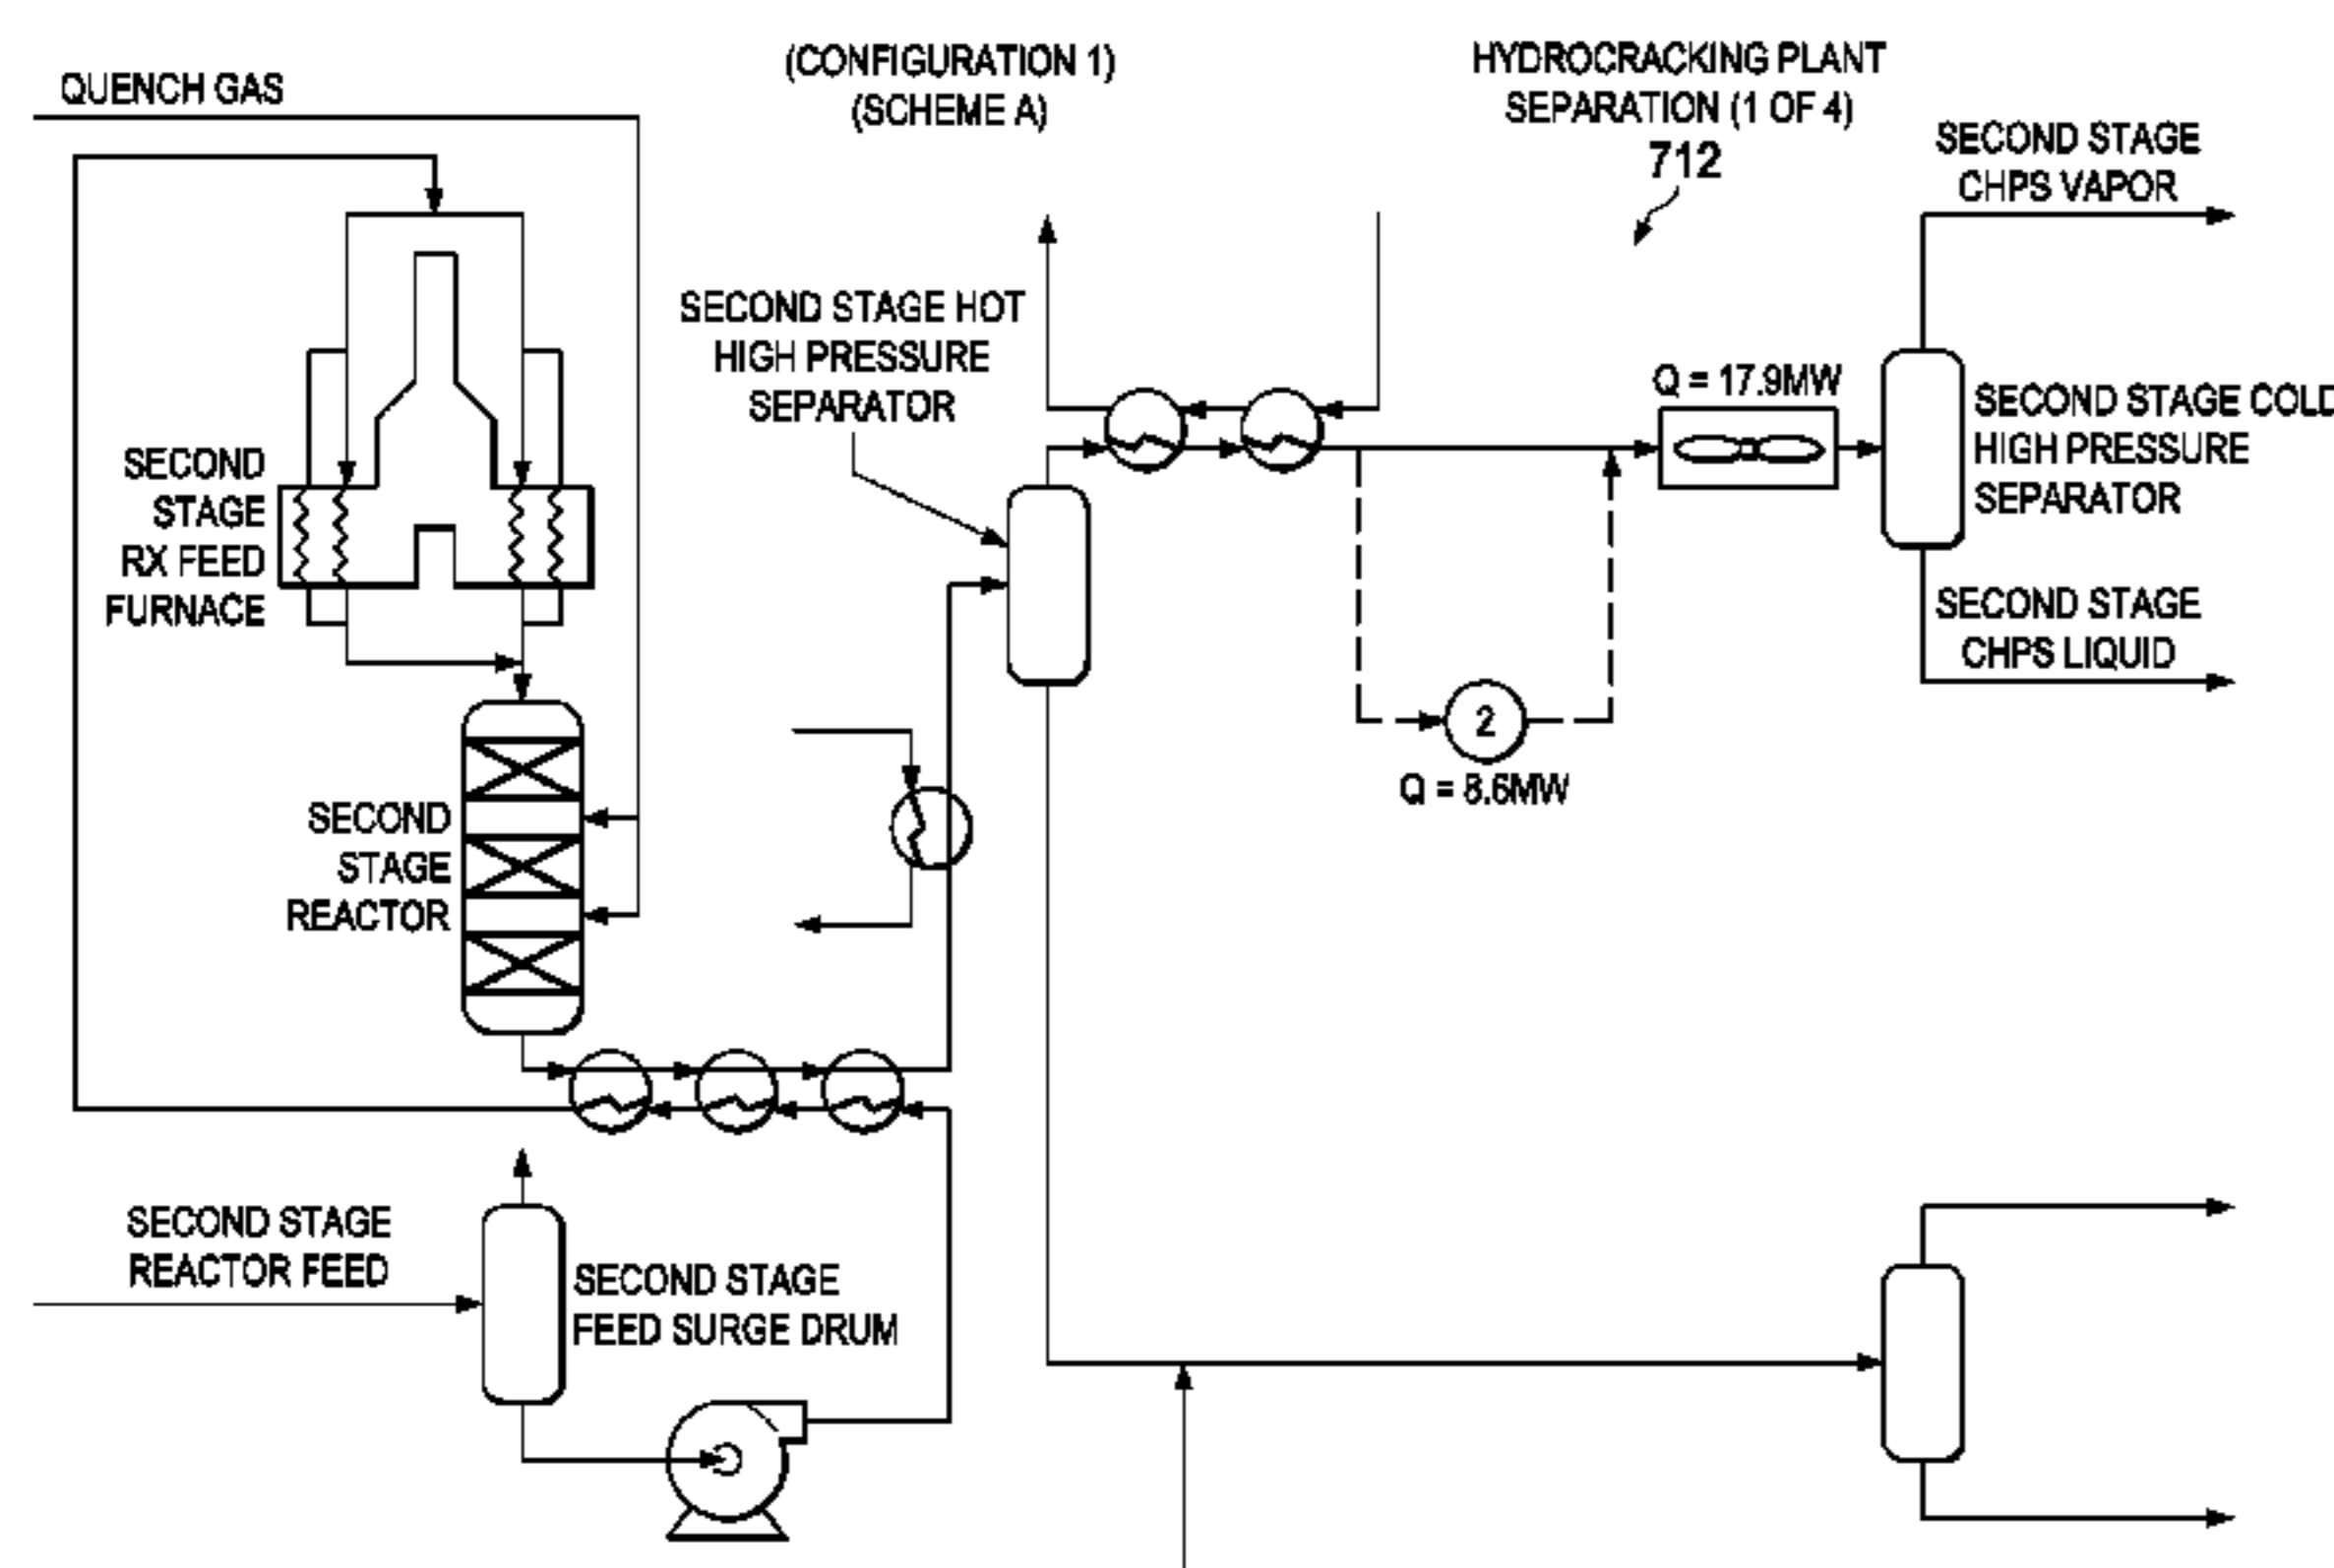 QUENCH GAS
(CONFIGURATION 1)
(SCHEME A)
HYDROCRACKING PLANT
SEPARATION (1 OF 4)
712
SECOND STAGE
CHPS VAPOR
SECOND STAGE HOT
HIGH PRESSURE
SEPARATOR
Q = 17.9MW
SECOND STAGE COLD
HIGH PRESSURE
SEPARATOR
SECOND
STAGE
RX FEED
FURNACE
SECOND STAGE
CHPS LIQUID
2
Q = 8.6MW
SECOND
STAGE
REACTOR
SECOND STAGE
REACTOR FEED
SECOND STAGE
FEED SURGE DRUM